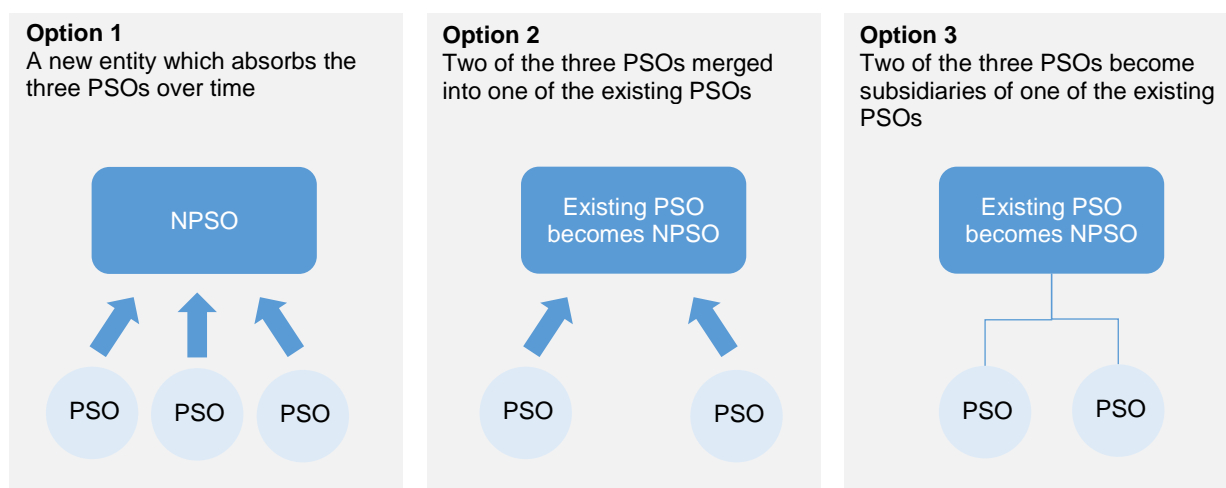 Option 1
A new entity which absorbs the
three PSOs over time
NPSO
PSO
PSO
PSO
Option 2
Two of the three PSOs merged
into one of the existing PSOs
Existing PSO
becomes NPSO
PSO
PSO
Option 3
Two of the three PSOs become
subsidiaries of one of the existing
PSOs
Existing PSO
becomes NPSO
PSO
PSO